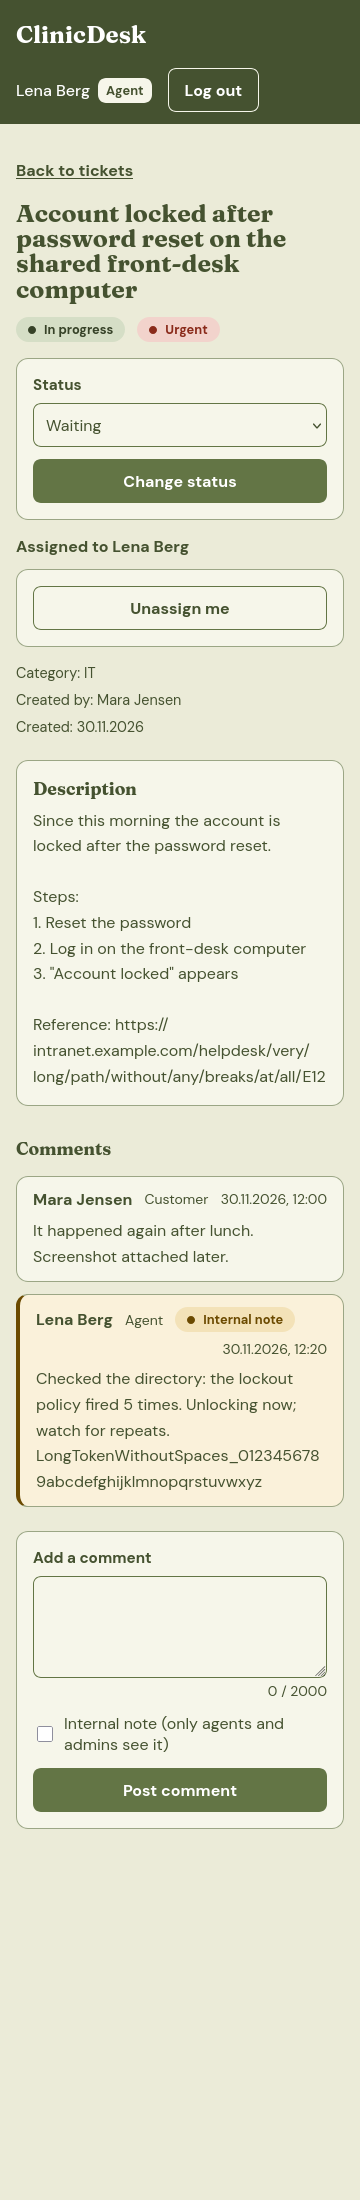 ClinicDesk
Lena Berg Agent Log out
Back to tickets
Account locked after
password reset on the
shared front-desk
computer
In progress Urgent
Status
Waiting
Change status
Assigned to Lena Berg
Unassign me
Category: IT
Created by: Mara Jensen
Created: 30.11.2026
Description
Since this morning the account is
locked after the password reset.
Steps:
1. Reset the password
2. Log in on the front-desk computer
3. "Account locked" appears
Reference: https://
intranet.example.com/helpdesk/very/
long/path/without/any/breaks/at/all/E12
Comments
Mara Jensen Customer 30.11.2026, 12:00
It happened again after lunch.
Screenshot attached later.
Lena Berg Agent Internal note
30.11.2026, 12:20
Checked the directory: the lockout
policy fired 5 times. Unlocking now;
watch for repeats.
LongTokenWithoutSpaces_012345678
9abcdefghijklmnopqrstuvwxyz
Add a comment
0 / 2000
Internal note (only agents and
admins see it)
Post comment